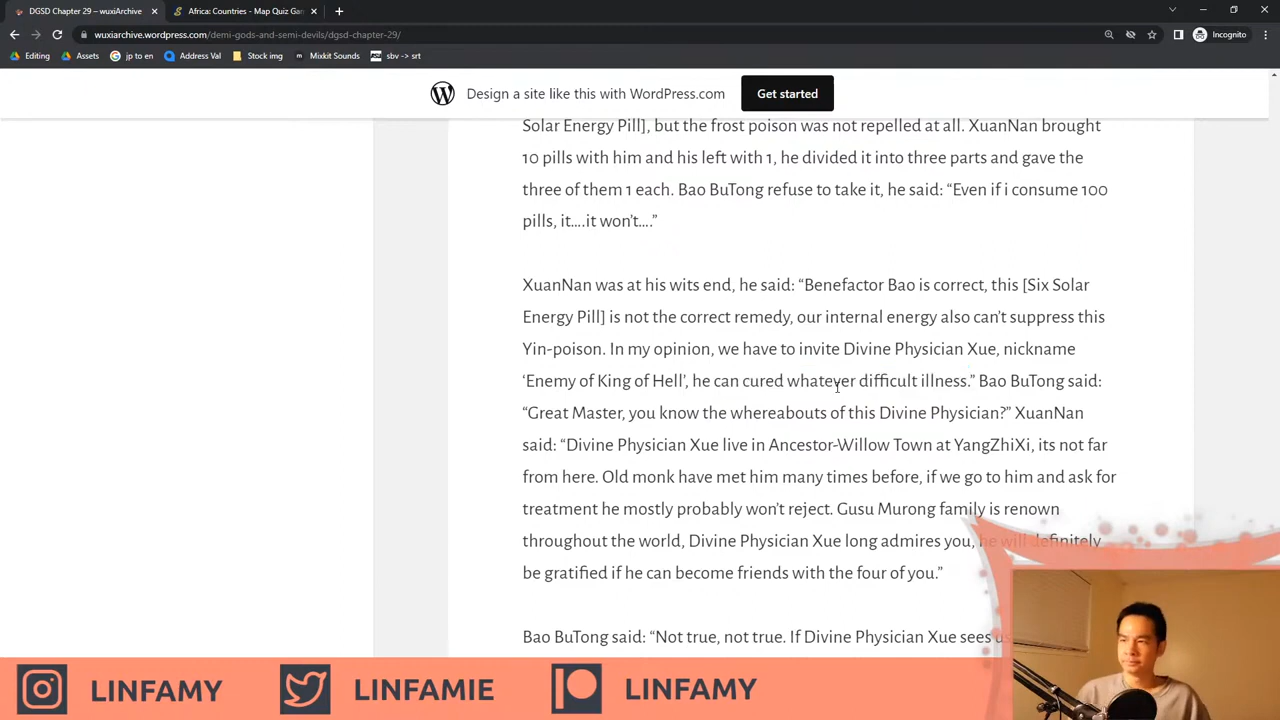 DGSD Chapter 29 – wuxiArchive
Africa: Countries - Map Quiz Gam
wuxiarchive.wordpress.com/demi-gods-and-semi-devils/dgsd-chapter-29/
Incognito
Editing
Assets
jp to en
Address Val
Stock img
Mixkit Sounds
sbv -> srt
Design a site like this with WordPress.com
Get started
Solar Energy Pill], but the frost poison was not repelled at all. XuanNan brought
10 pills with him and his left with 1, he divided it into three parts and gave the
three of them 1 each. Bao BuTong refuse to take it, he said: “Even if i consume 100
pills, it….it won’t….”
XuanNan was at his wits end, he said: “Benefactor Bao is correct, this [Six Solar
Energy Pill] is not the correct remedy, our internal energy also can’t suppress this
Yin-poison. In my opinion, we have to invite Divine Physician Xue, nickname
‘Enemy of King of Hell’, he can cured whatever difficult illness.” Bao BuTong said:
“Great Master, you know the whereabouts of this Divine Physician?” XuanNan
said: “Divine Physician Xue live in Ancestor-Willow Town at YangZhiXi, its not far
from here. Old monk have met him many times before, if we go to him and ask for
treatment he mostly probably won’t reject. Gusu Murong family is renown
throughout the world, Divine Physician Xue long admires you, he will definitely
be gratified if he can become friends with the four of you.”
Bao BuTong said: “Not true, not true. If Divine Physician Xue sees us
LINFAMY
LINFAMIE
LINFAMY